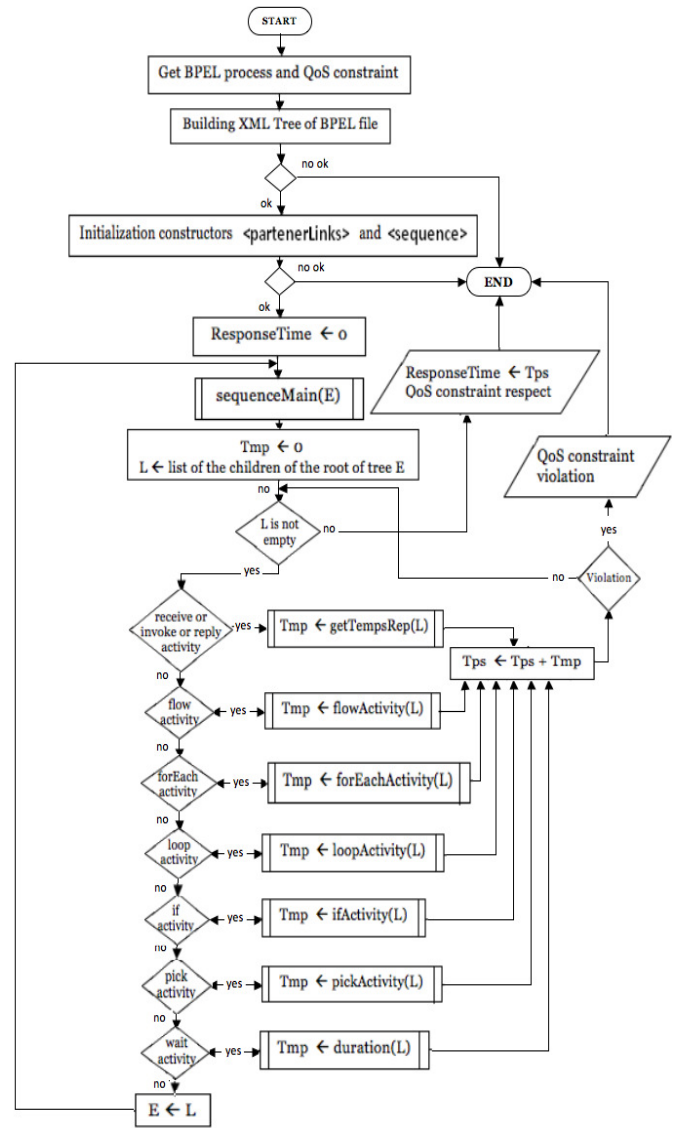 START
Get BPEL process and QoS constraint
Building XML Tree of BPEL file
no ok
ok
Initialization constructors <partenerLinks> and <sequence>
no ok
END
ok
ResponseTime ← 0
ResponseTime ← Tps
QoS constraint respect
sequenceMain(E)
Tmp ← 0
L ← list of the children of the root of tree E
QoS constraint
violation
no
L is not
empty
no
yes
yes
no
Violation
receive or
invoke or reply
activity
yes
Tmp ← getTempsRep(L)
Tps ← Tps + Tmp
no
flow
activity
yes
Tmp ← flowActivity(L)
no
forEach
activity
yes
Tmp ← forEachActivity(L)
no
loop
activity
yes
Tmp ← loopActivity(L)
no
if
activity
yes
Tmp ← ifActivity(L)
no
pick
activity
yes
Tmp ← pickActivity(L)
no
wait
activity
yes
Tmp ← duration(L)
no
E ← L